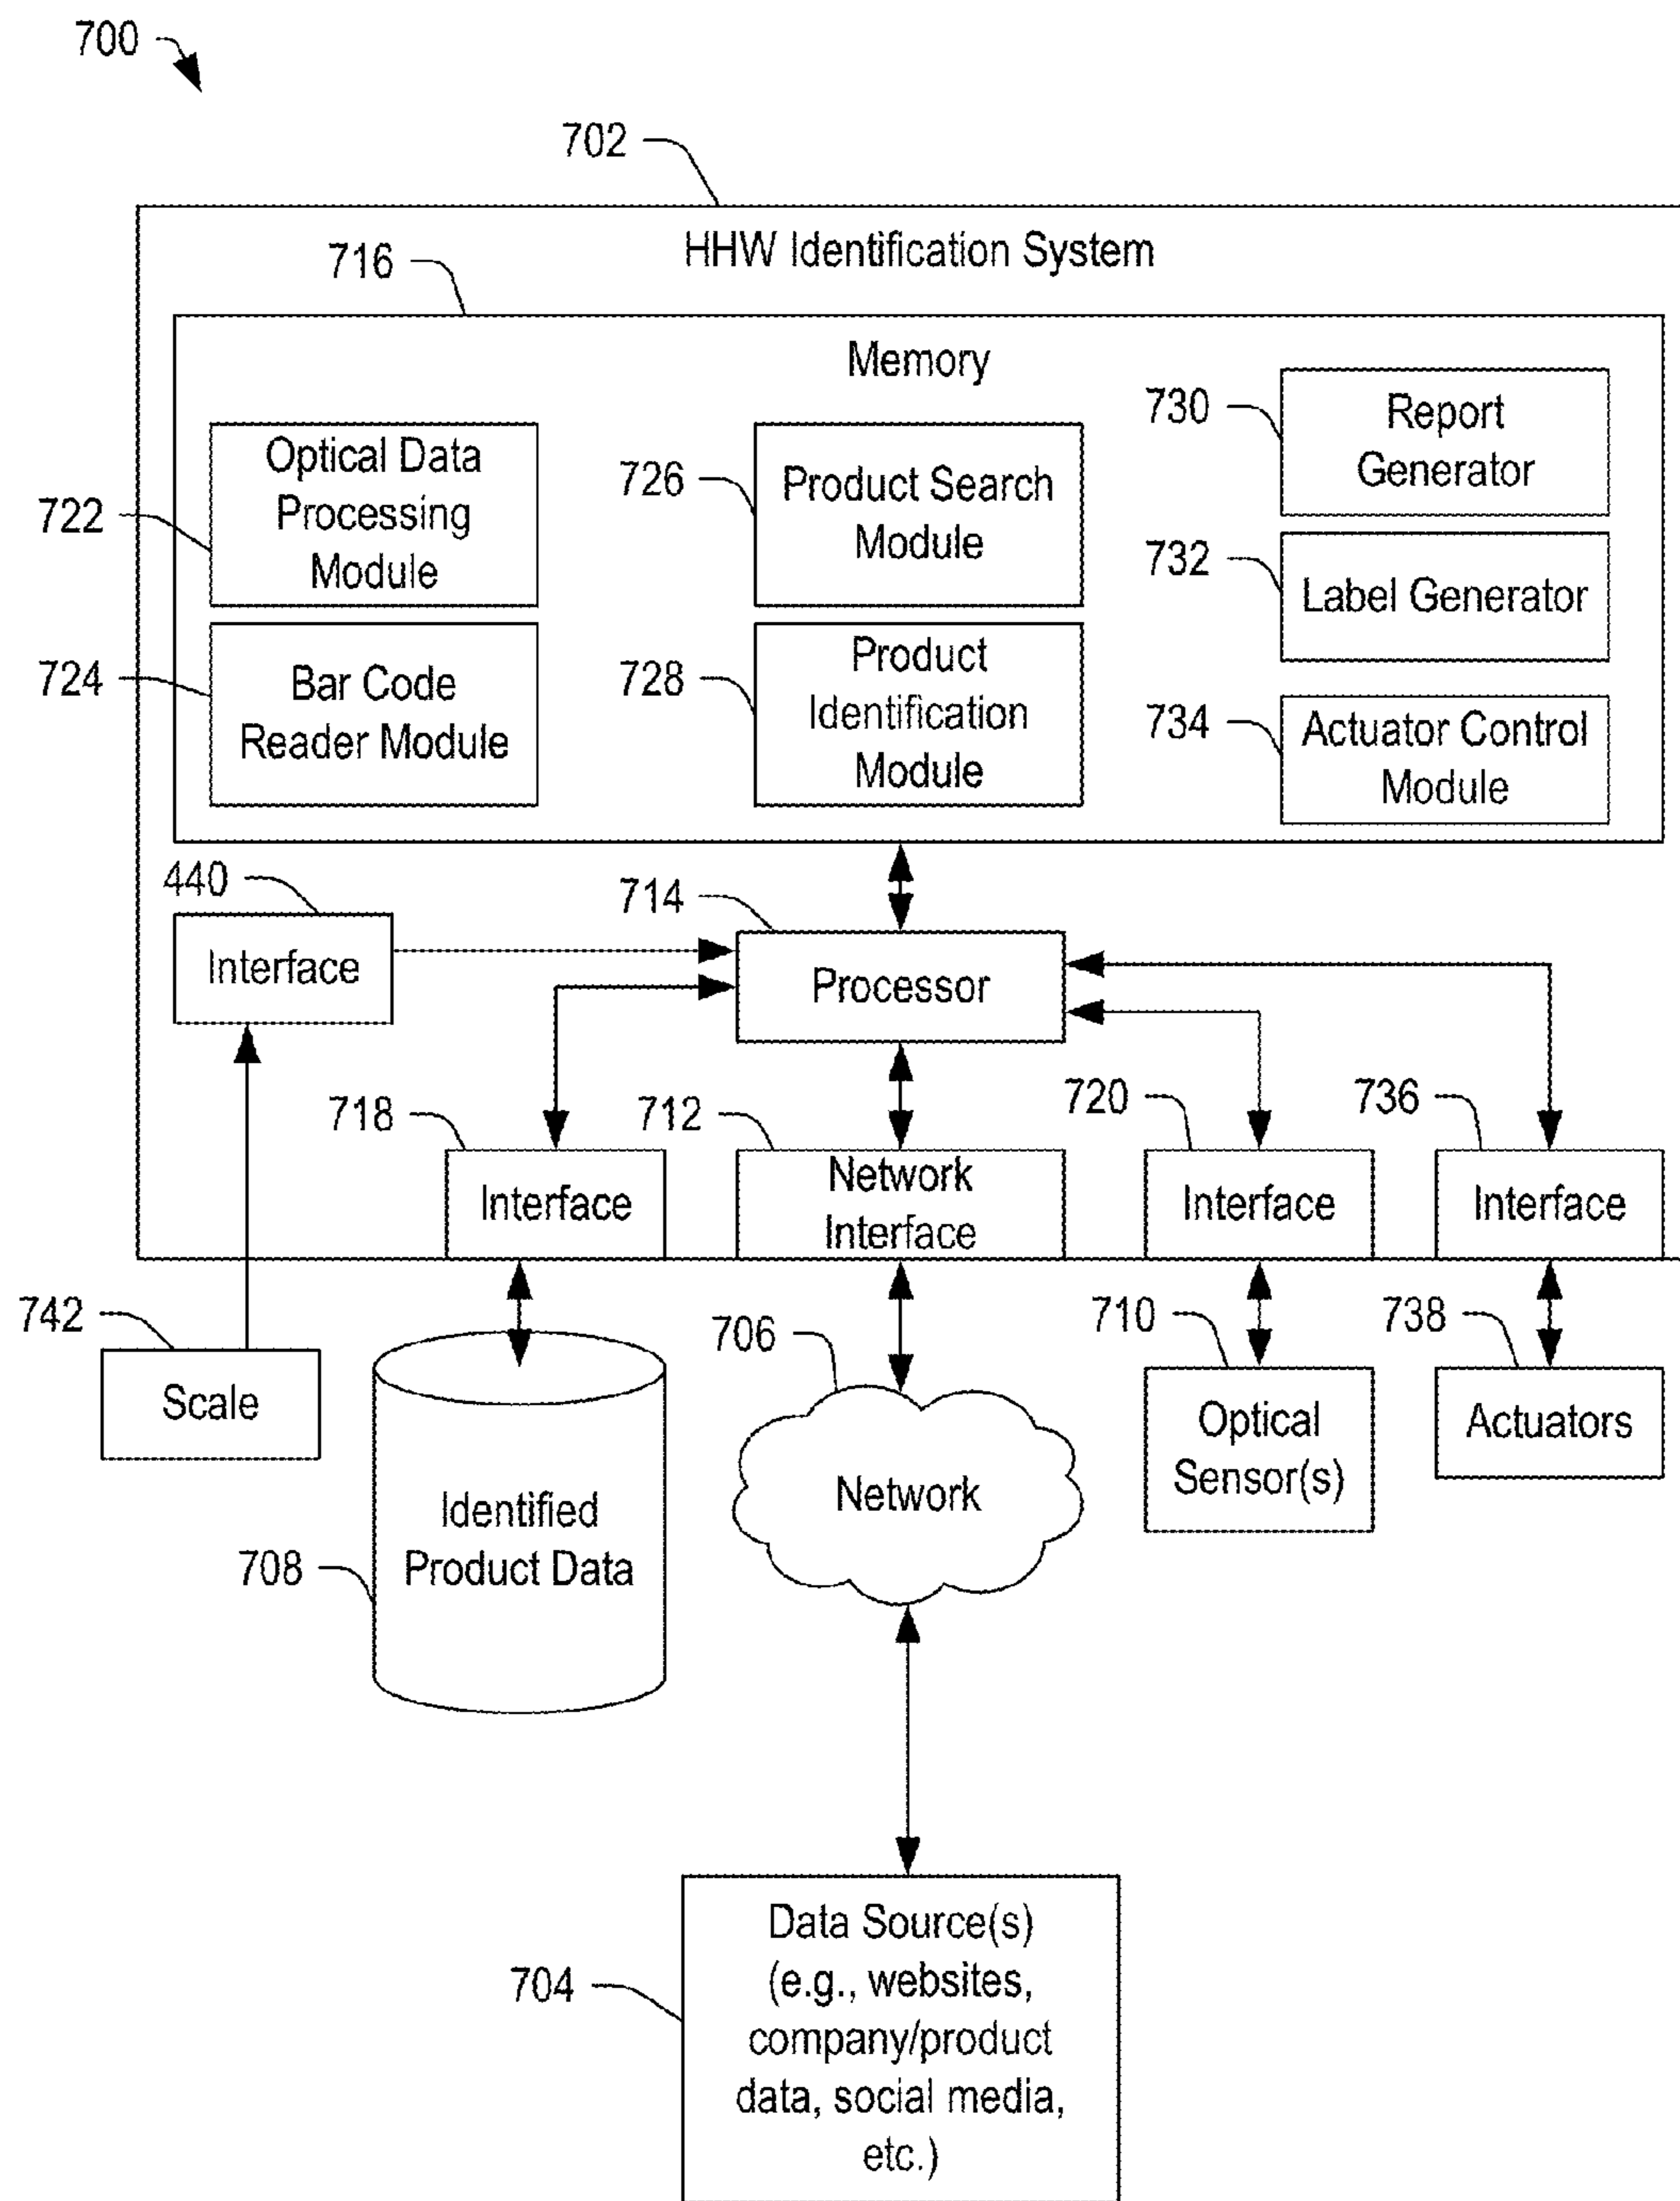 700
702
HHW Identification System
716
Memory
730
Report
Generator
Optical Data
Processing
Module
722
726
Product Search
Module
732
Label Generator
724
Bar Code
Reader Module
728
Product
Identification
Module
734
Actuator Control
Module
440
Interface
714
Processor
718
Interface
712
Network
Interface
720
Interface
736
Interface
742
Scale
706
Network
710
Optical
Sensor(s)
738
Actuators
708
Identified
Product Data
704
Data Source(s)
(e.g., websites,
company/product
data, social media,
etc.)